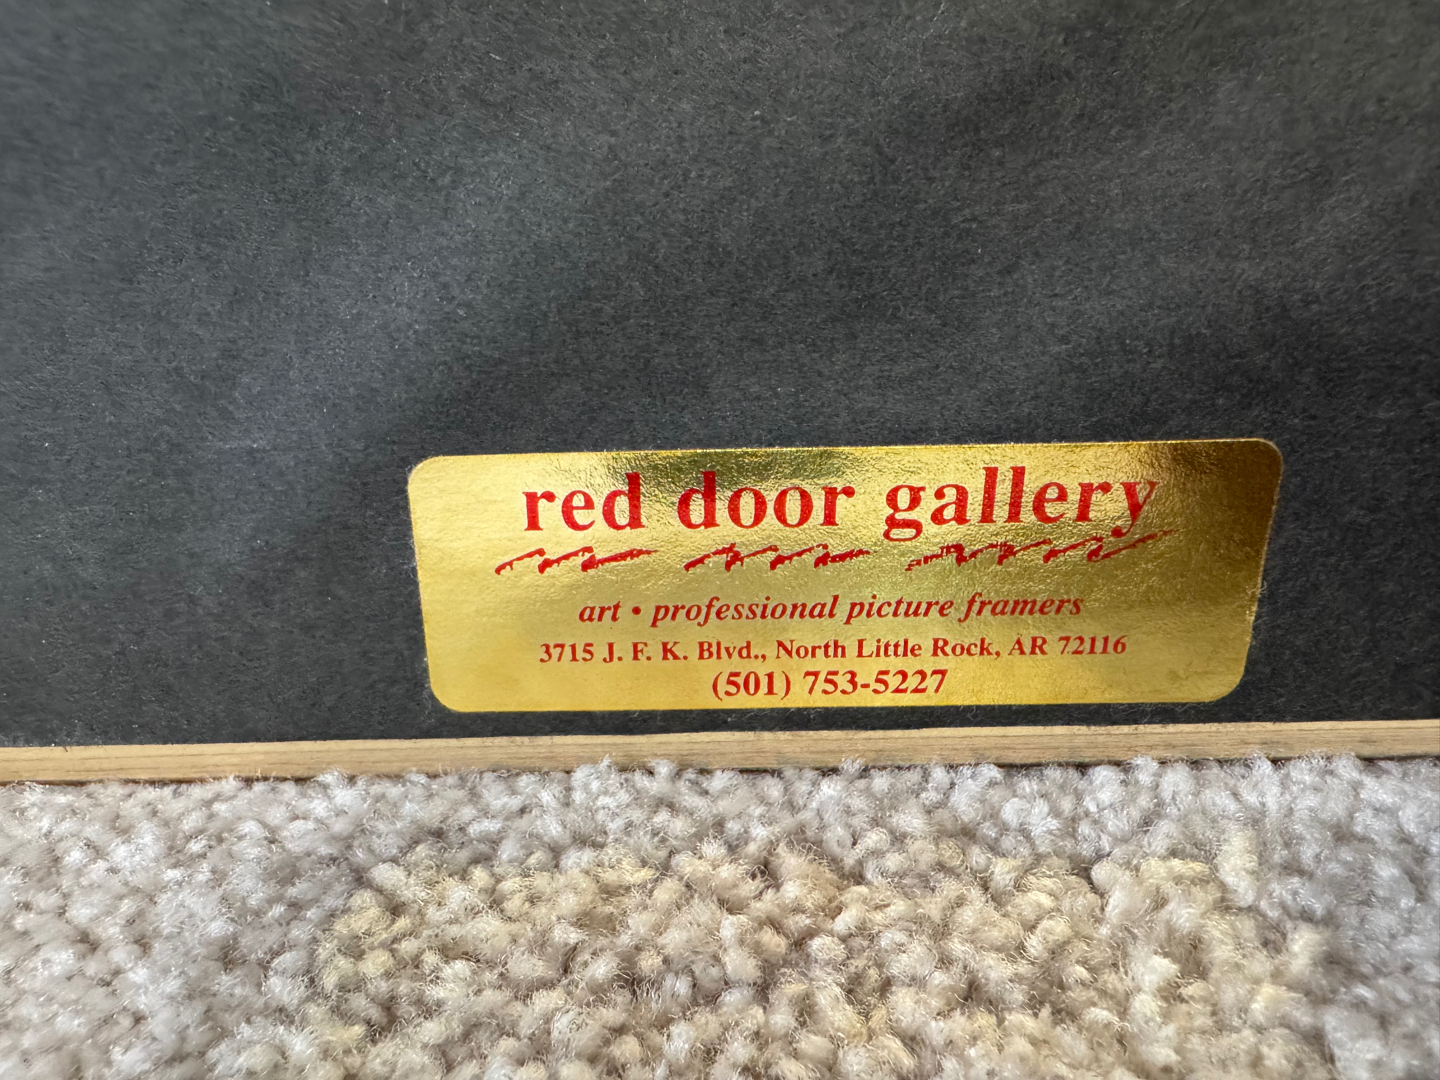 red door gallery
art • professional picture framers
3715 J. F. K. Blvd., North Little Rock, AR 72116
(501) 753-5227